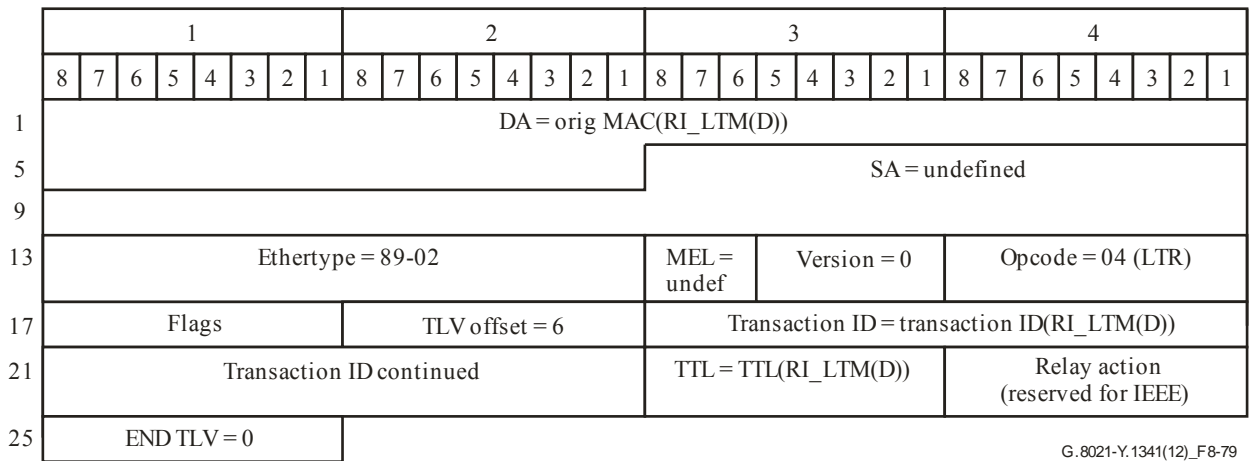 1 2 3 4
8 7 6 5 4 3 2 1 8 7 6 5 4 3 2 1 8 7 6 5 4 3 2 1 8 7 6 5 4 3 2 1
1 DA = orig MAC(RI_LTM(D))
5 SA = undefined
9
13 Ethertype = 89-02 MEL = undef Version = 0 Opcode = 04 (LTR)
17 Flags TLV offset = 6 Transaction ID = transaction ID(RI_LTM(D))
21 Transaction ID continued TTL = TTL(RI_LTM(D)) Relay action
(reserved for IEEE)
25 END TLV = 0
G.8021-Y.1341(12)_F8-79